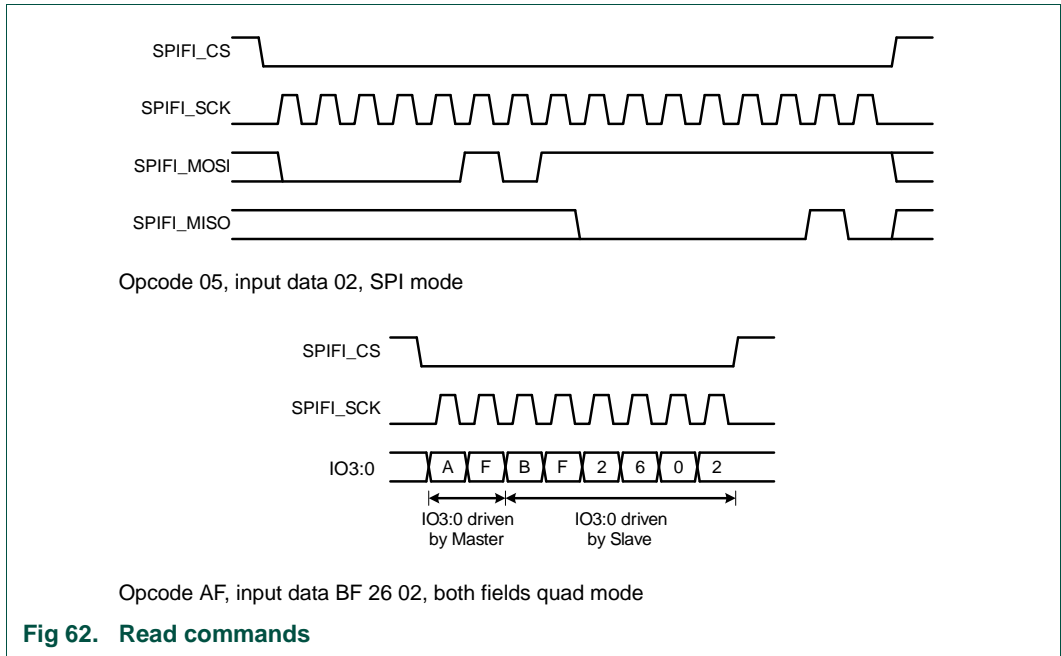 SPIFI_CS
SPIFI_SCK
SPIFI_MOSI
SPIFI_MISO
Opcode 05, input data 02, SPI mode
SPIFI_CS
SPIFI_SCK
IO3:0 A F B F 2 6 0 2
IO3:0 driven by Master
IO3:0 driven by Slave
Opcode AF, input data BF 26 02, both fields quad mode
Fig 62. Read commands